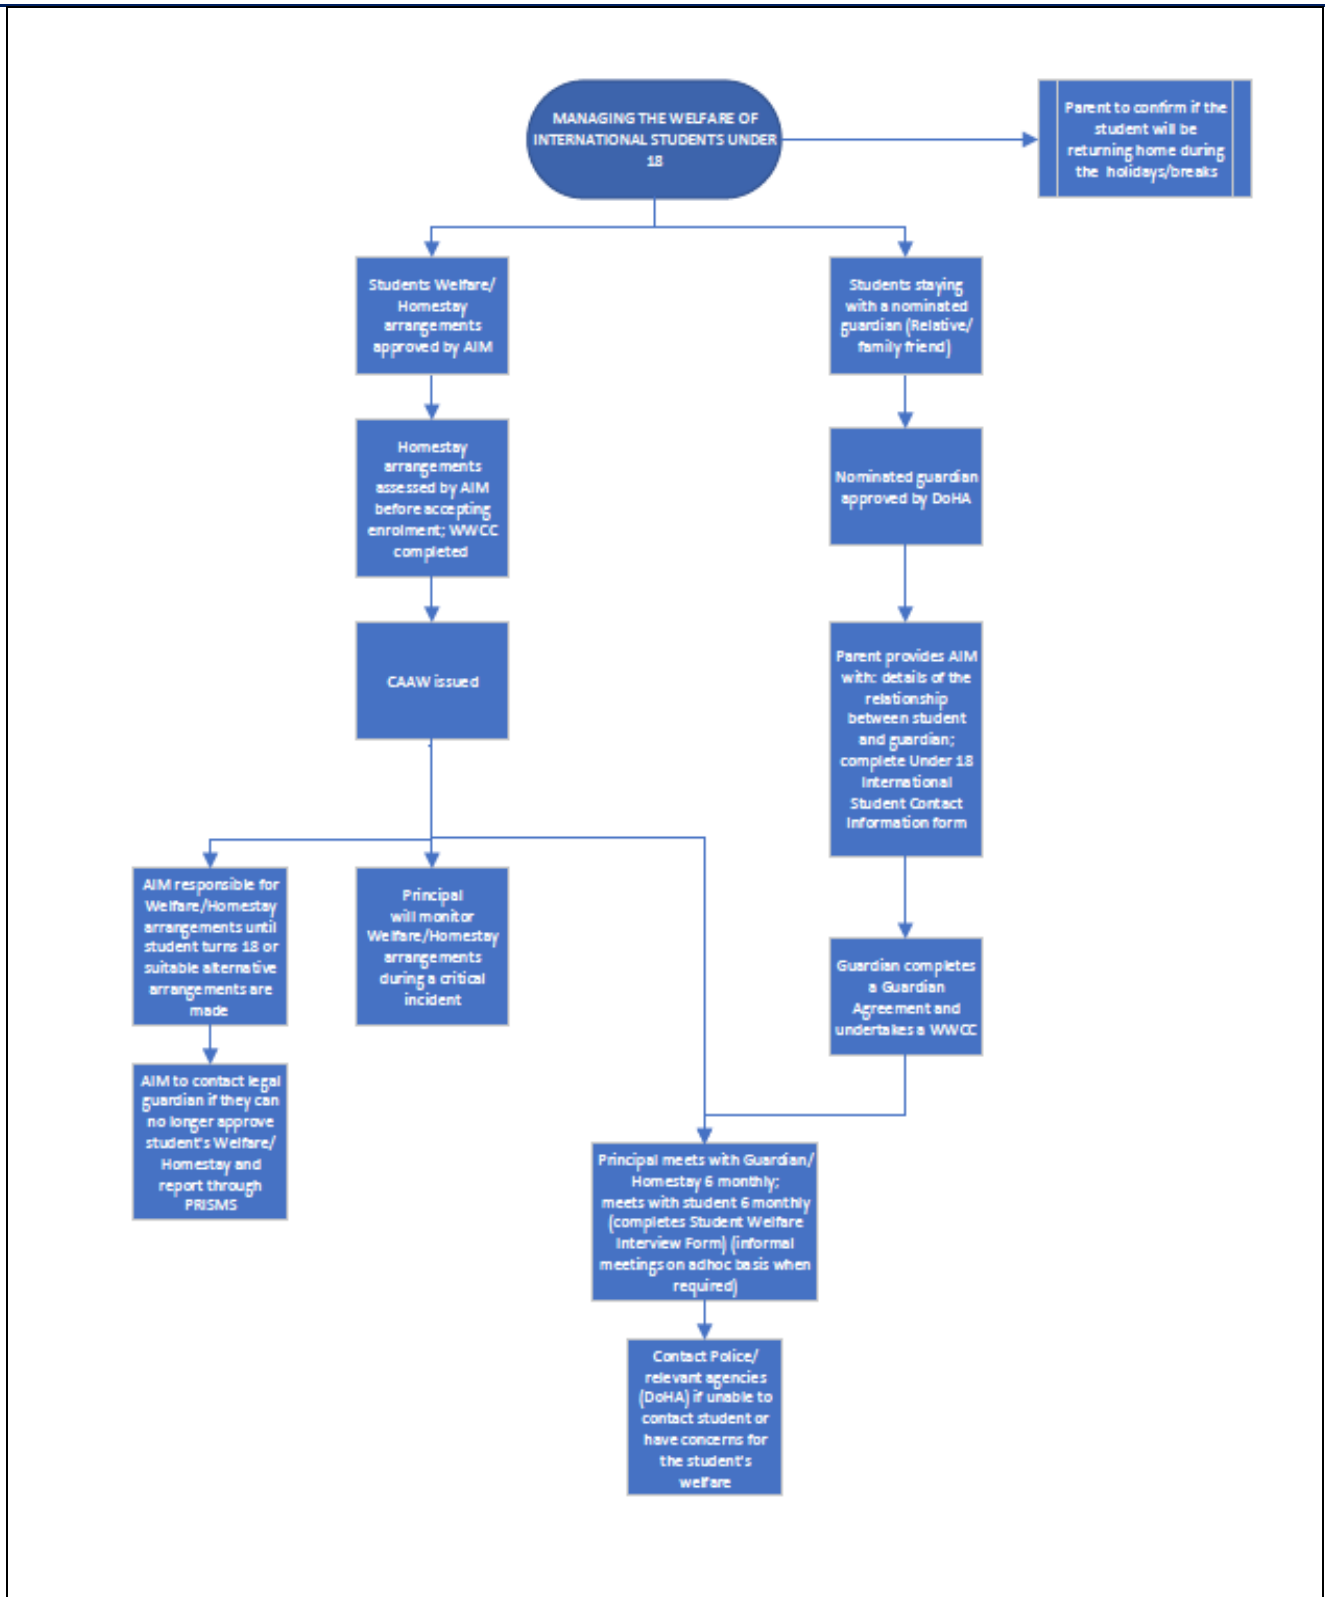 MANAGING THE WELFARE OF
INTERNATIONAL STUDENTS UNDER
18
Parent to confirm if the
student will be
returning home during
the holidays/breaks
Students Welfare/
Homestay
arrangements
approved by AIM
Students staying
with a nominated
guardian (Relative/
family friend)
Homestay
arrangements
assessed by AIM
before accepting
enrolment; WWCC
completed
Nominated guardian
approved by DoHA
CAAW issued
Parent provides AIM
with: details of the
relationship
between student
and guardian;
complete Under 18
International
Student Contact
Information form
AIM responsible for
Welfare/Homestay
arrangements until
student turns 18 or
suitable alternative
arrangements are
made
Principal
will monitor
Welfare/Homestay
arrangements
during a critical
incident
Guardian completes
a Guardian
Agreement and
undertakes a WWCC
AIM to contact legal
guardian if they can
no longer approve
student's Welfare/
Homestay and
report through
PRISMS
Principal meets with Guardian/
Homestay 6 monthly;
meets with student 6 monthly
(completes Student Welfare
Interview Form) (informal
meetings on adhoc basis when
required)
Contact Police/
relevant agencies
(DoHA) if unable to
contact student or
have concerns for
the student's
welfare